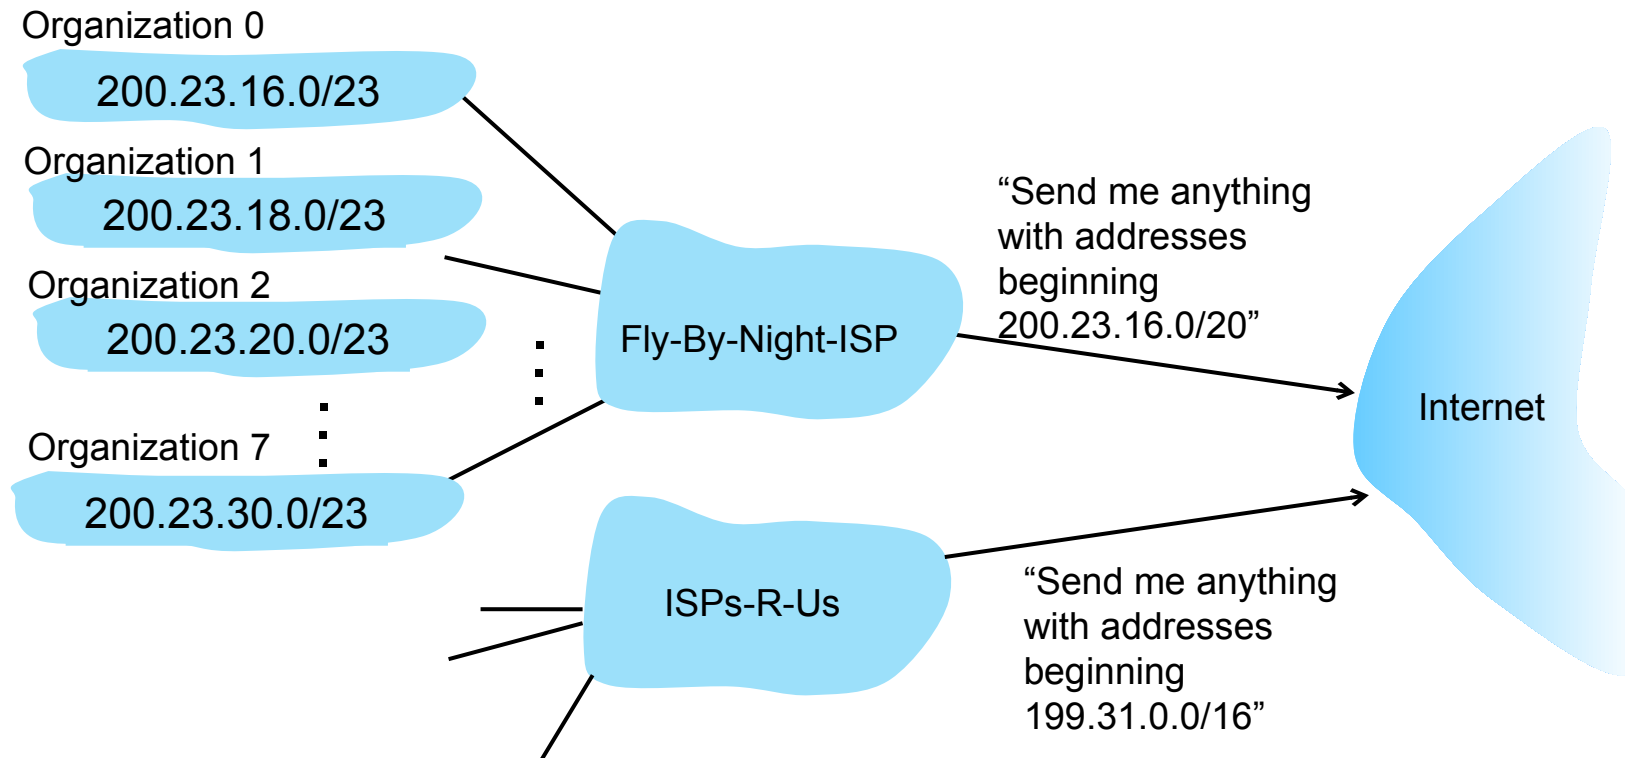 Organization 0
200.23.16.0/23
Organization 1
200.23.18.0/23
Organization 2
200.23.20.0/23
Organization 7
200.23.30.0/23
Fly-By-Night-ISP
“Send me anything
with addresses
beginning
200.23.16.0/20”
Internet
ISPs-R-Us
“Send me anything
with addresses
beginning
199.31.0.0/16”